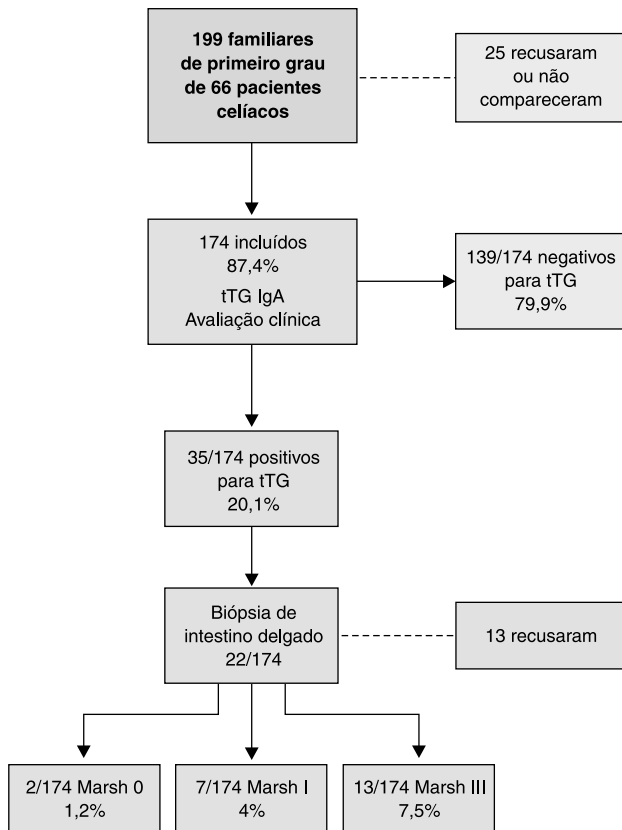 199 familiares
de primeiro grau
de 66 pacientes
celíacos
25 recusaram
ou não
compareceram
174 incluídos
87,4%
tTG IgA
Avaliação clínica
139/174 negativos
para tTG
79,9%
35/174 positivos
para tTG
20,1%
Biópsia de
intestino delgado
22/174
13 recusaram
2/174 Marsh 0
1,2%
7/174 Marsh I
4%
13/174 Marsh III
7,5%